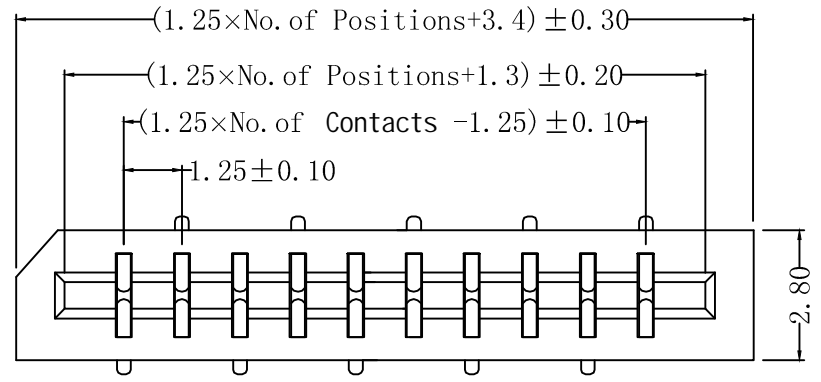 (1.25×No.of Positions+3.4)±0.30
(1.25×No.of Positions+1.3)±0.20
(1.25×No.of Contacts -1.25)±0.10
1.25±0.10
2.80